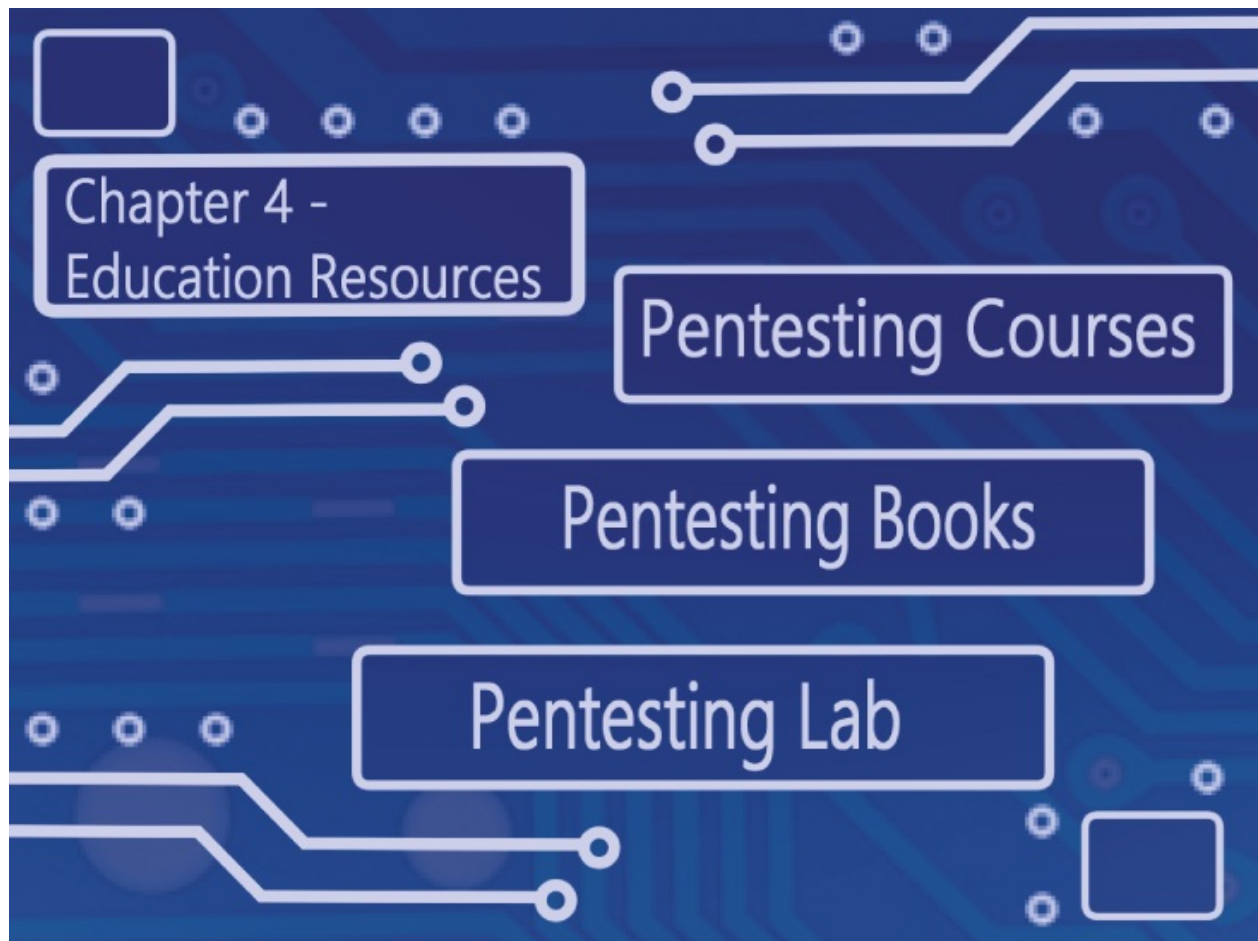 Chapter 4 -
Education Resources
Pentesting Courses
Pentesting Books
Pentesting Lab